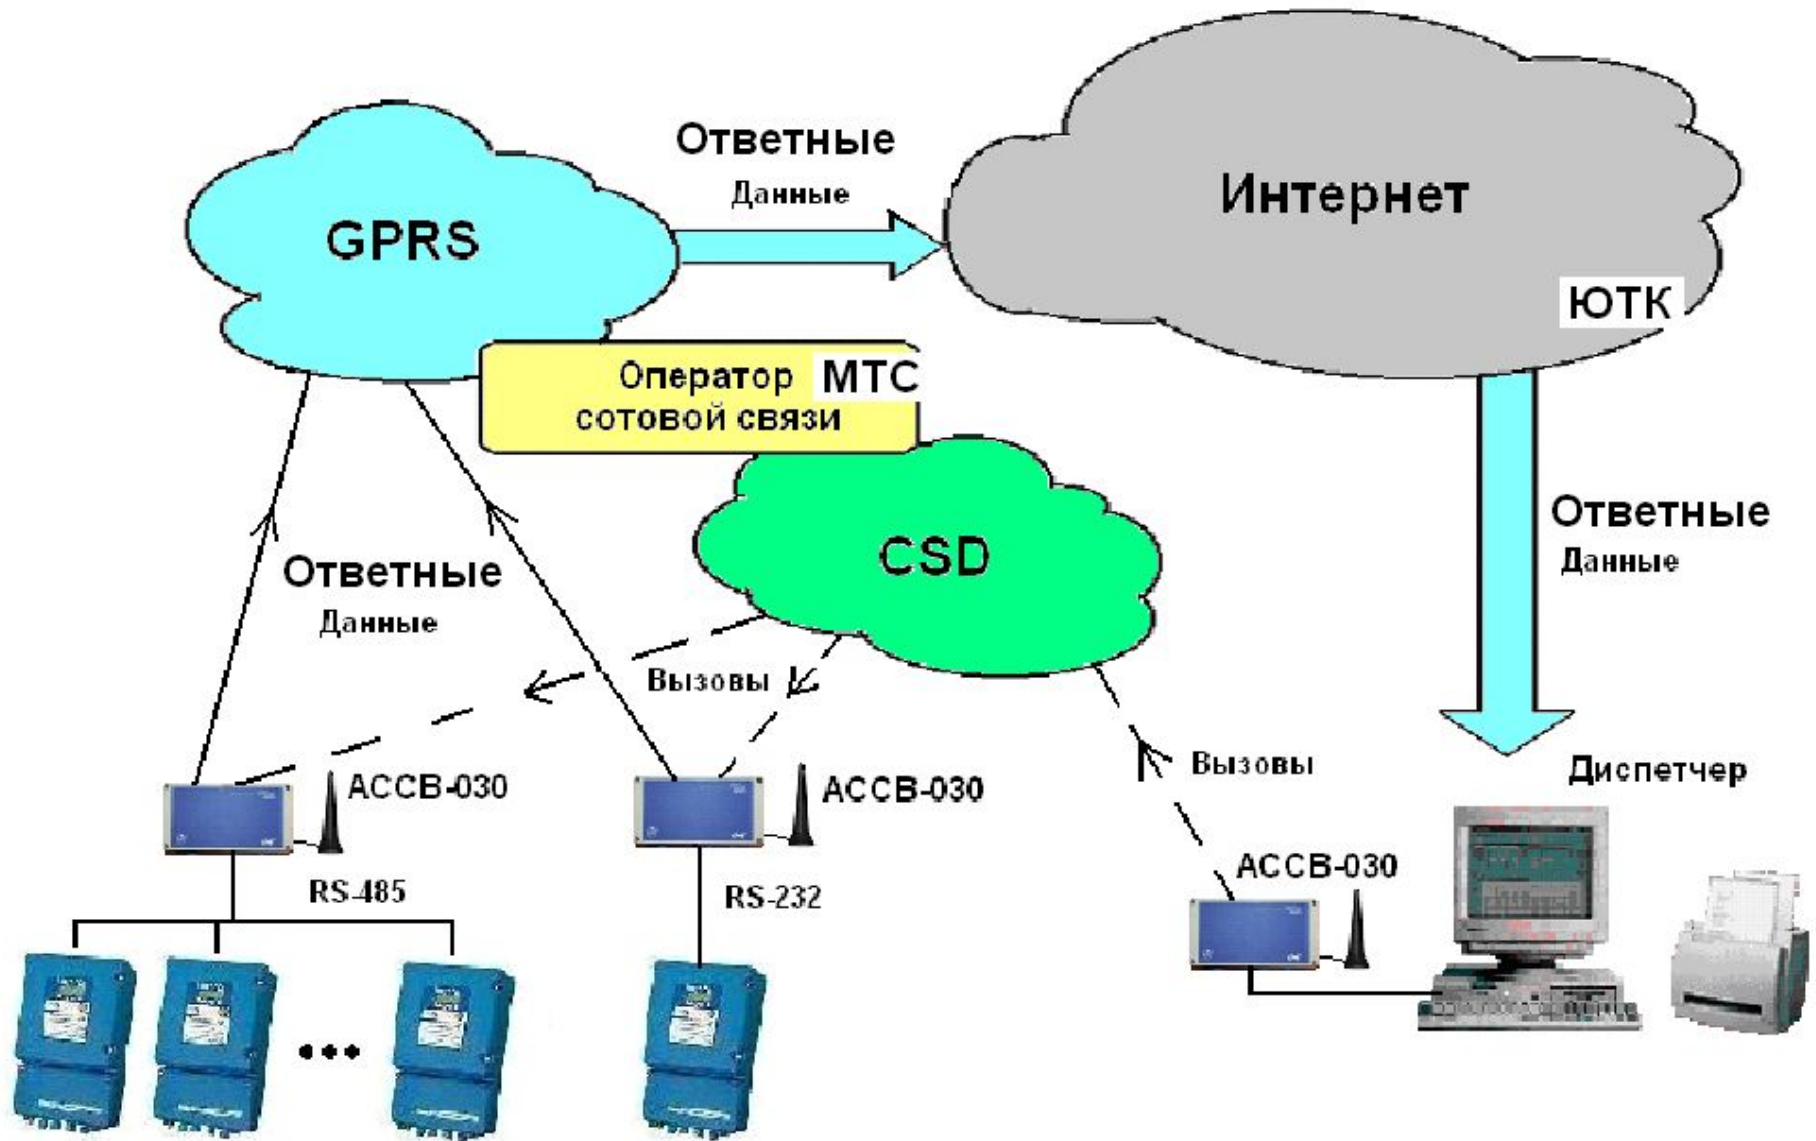 Ответные
Данные
Интернет
GPRS
ЮТК
Оператор МТС
сотовой связи
Ответные
Данные
CSD
Ответные
Данные
Вызовы
Вызовы
Диспетчер
АССВ-030
АССВ-030
АССВ-030
RS-485
RS-232